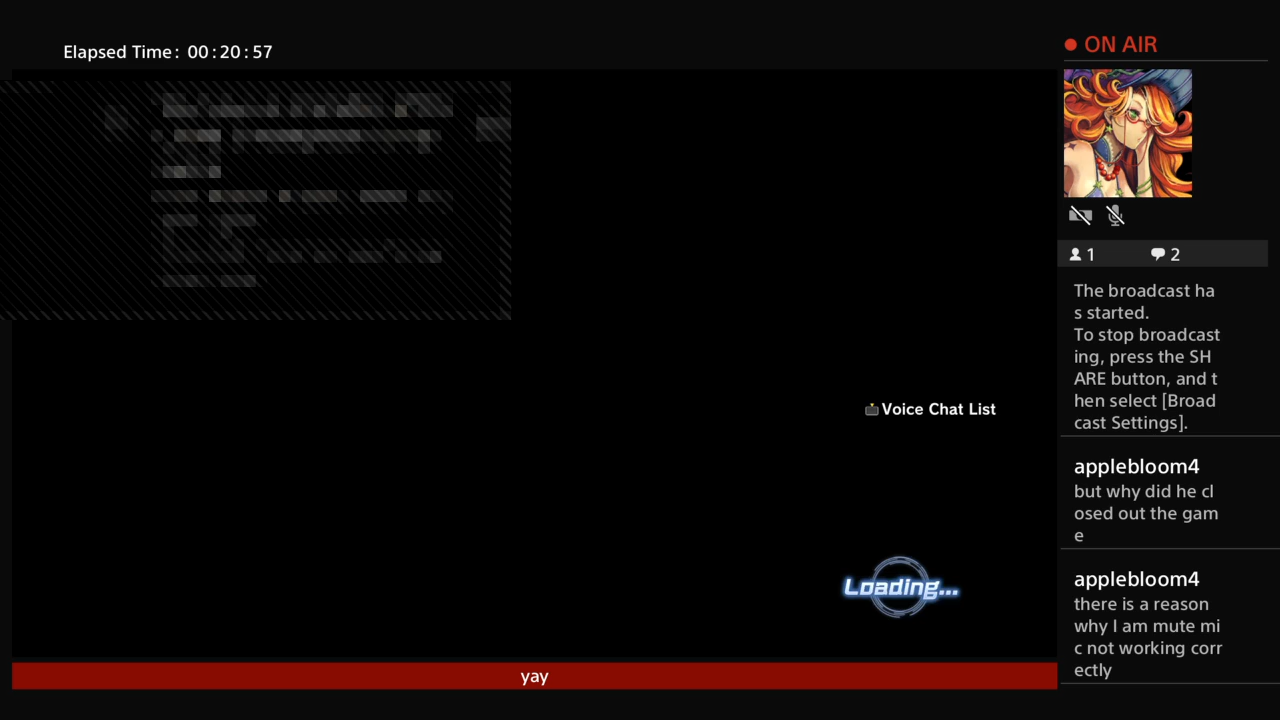 Elapsed Time: 00:20:57
ON AIR
1
2
The broadcast ha
s started.
To stop broadcast
ing, press the SH
ARE button, and t
hen select [Broad
cast Settings].
Voice Chat List
applebloom4
but why did he cl
osed out the gam
e
applebloom4
there is a reason
why I am mute mi
c not working corr
ectly
Loading...
yay